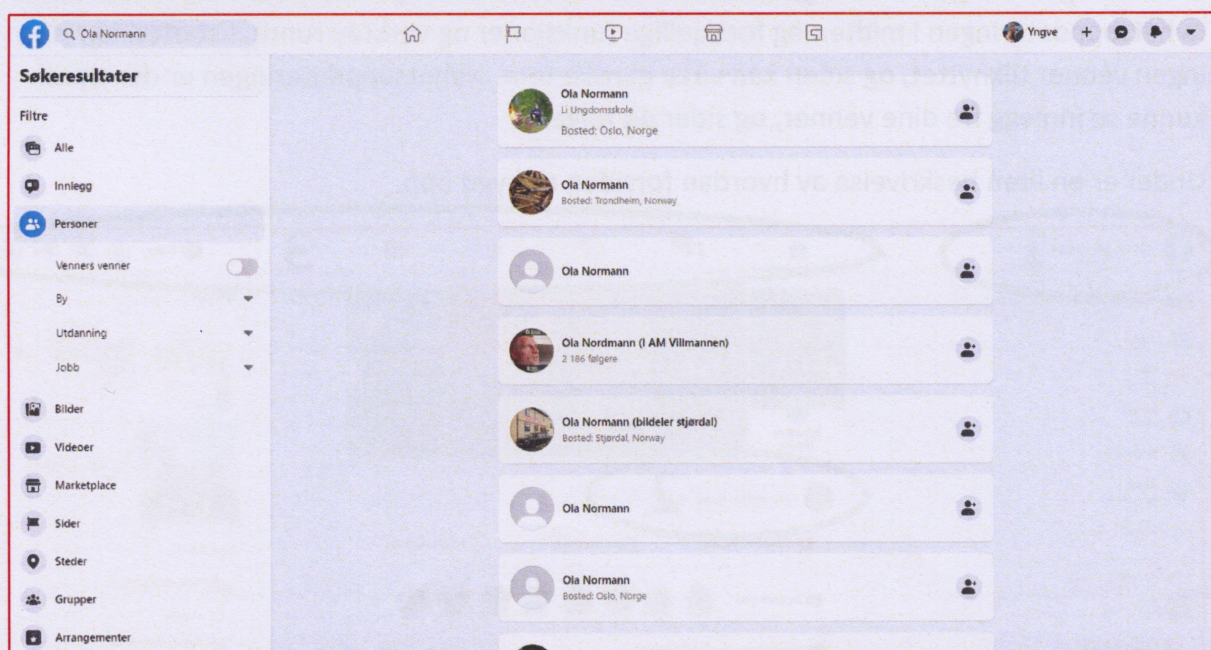 Ola Normann
Yngve
Søkeresultater
Filtre
Alle
Innlegg
Personer
Venners venner
By
Utdanning
Jobb
Bilder
Videoer
Marketplace
Sider
Steder
Grupper
Arrangementer
Ola Normann
Li Ungdomsskole
Bosted: Oslo, Norge
Ola Normann
Bosted: Trondheim, Norway
Ola Normann
Ola Nordmann (I AM Villmannen)
2 186 følgere
Ola Normann (bildeler stjørdal)
Bosted: Stjørdal, Norway
Ola Normann
Ola Normann
Bosted: Oslo, Norge